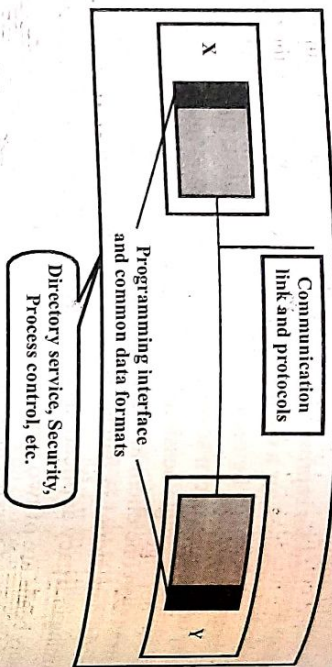 Communication
link and protocols
X
Y
Programming interface
and common data formats
Directory service, Security,
Process control, etc.